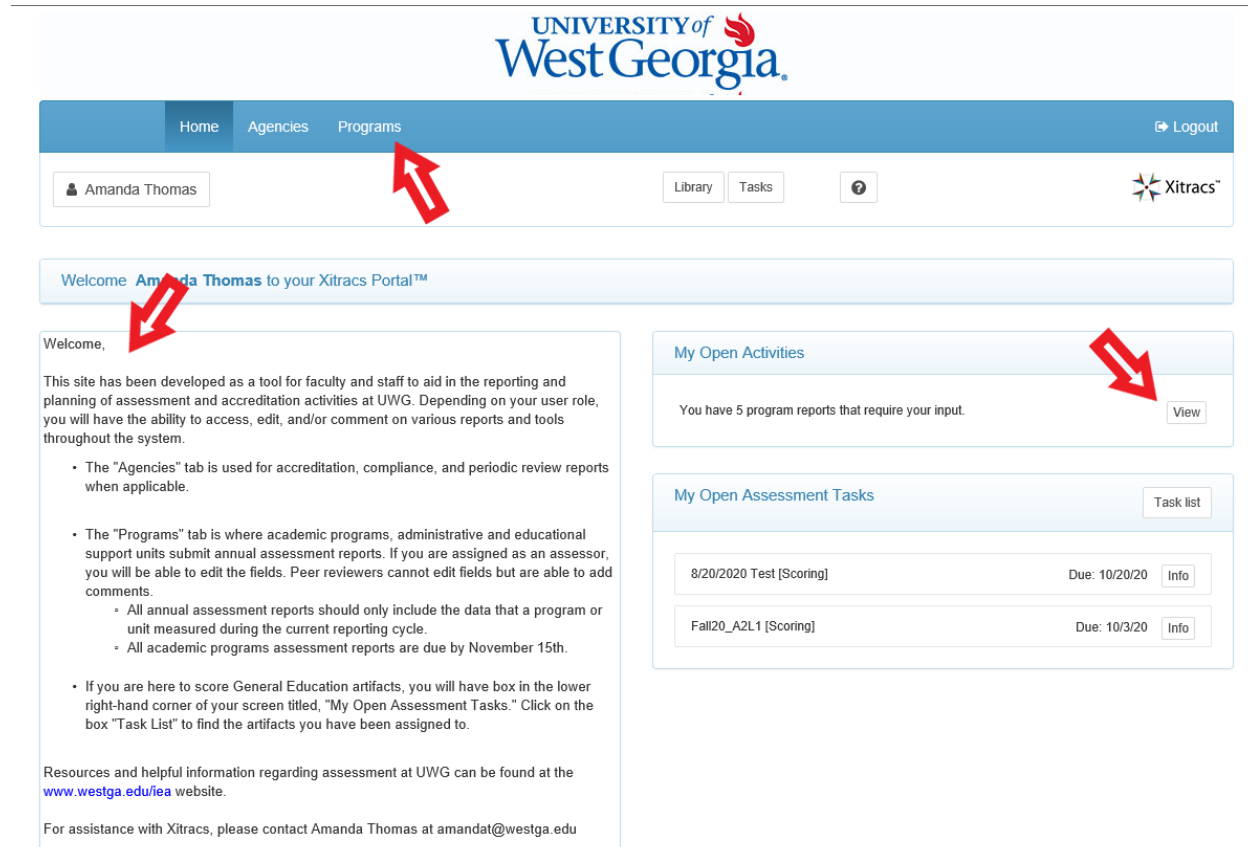 UNIVERSITY of
West Georgia®
Home Agencies Programs Logout
Amanda Thomas Library Tasks Xitracs™
Welcome Amanda Thomas to your Xitracs Portal™
Welcome,
This site has been developed as a tool for faculty and staff to aid in the reporting and
planning of assessment and accreditation activities at UWG. Depending on your user role,
you will have the ability to access, edit, and/or comment on various reports and tools
throughout the system.
• The "Agencies" tab is used for accreditation, compliance, and periodic review reports
when applicable.
• The "Programs" tab is where academic programs, administrative and educational
support units submit annual assessment reports. If you are assigned as an assessor,
you will be able to edit the fields. Peer reviewers cannot edit fields but are able to add
comments.
◦ All annual assessment reports should only include the data that a program or
unit measured during the current reporting cycle.
◦ All academic programs assessment reports are due by November 15th.
• If you are here to score General Education artifacts, you will have box in the lower
right-hand corner of your screen titled, "My Open Assessment Tasks." Click on the
box "Task List" to find the artifacts you have been assigned to.
Resources and helpful information regarding assessment at UWG can be found at the
www.westga.edu/iea website.
For assistance with Xitracs, please contact Amanda Thomas at amandat@westga.edu
My Open Activities
You have 5 program reports that require your input. View
My Open Assessment Tasks Task list
8/20/2020 Test [Scoring] Due: 10/20/20 Info
Fall20_A2L1 [Scoring] Due: 10/3/20 Info